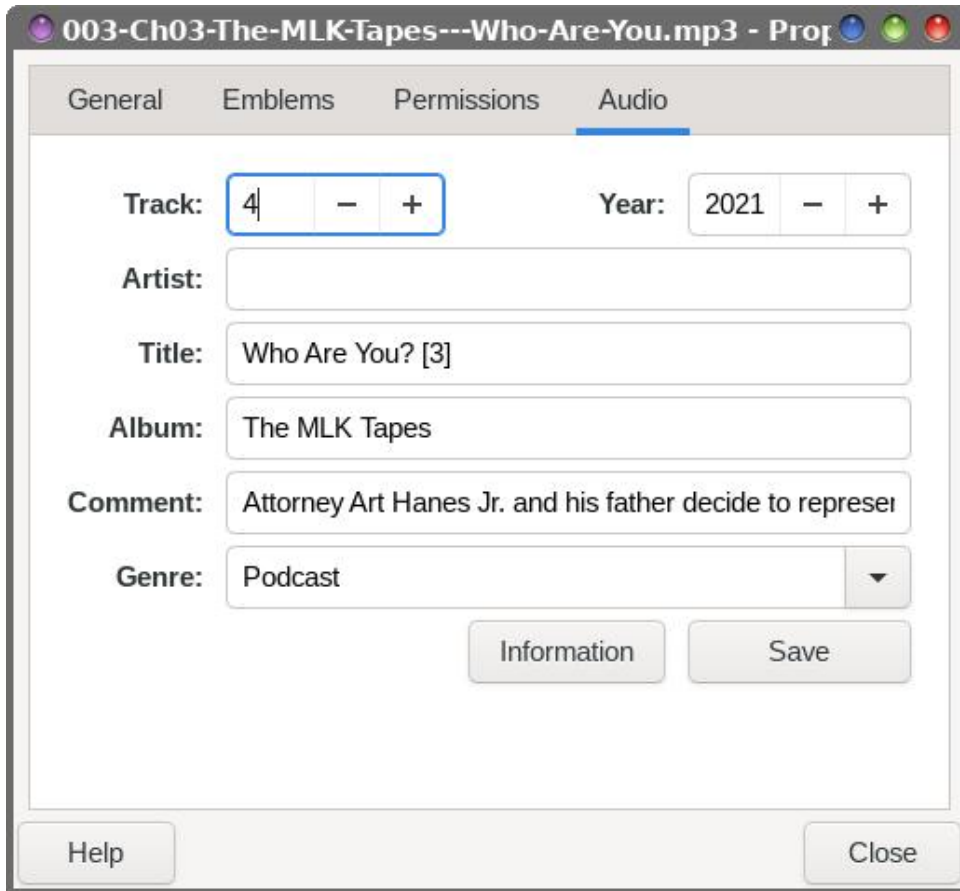 003-Ch03-The-MLK-Tapes---Who-Are-You.mp3 - Prop
General Emblems Permissions Audio
Track: 4 − + Year: 2021 − +
Artist:
Title: Who Are You? [3]
Album: The MLK Tapes
Comment: Attorney Art Hanes Jr. and his father decide to represen
Genre: Podcast
Information Save
Help Close